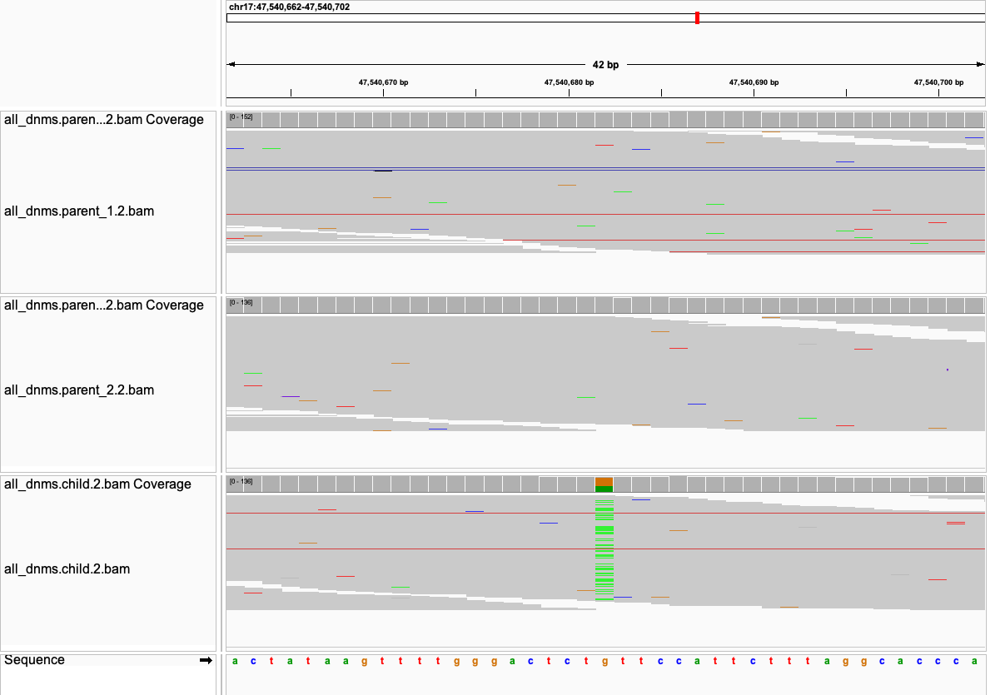 chr17:47,540,662-47,540,702
42 bp
47,540,670 bp 47,540,680 bp 47,540,690 bp 47,540,700 bp
all_dnms.paren...2.bam Coverage [0 - 152]
all_dnms.parent_1.2.bam
all_dnms.paren...2.bam Coverage [0 - 136]
all_dnms.parent_2.2.bam
all_dnms.child.2.bam Coverage [0 - 136]
all_dnms.child.2.bam
Sequence a c t a t a a g t t t t g g g a c t c t g t t c c a t t c t t t a g g c a c c c a